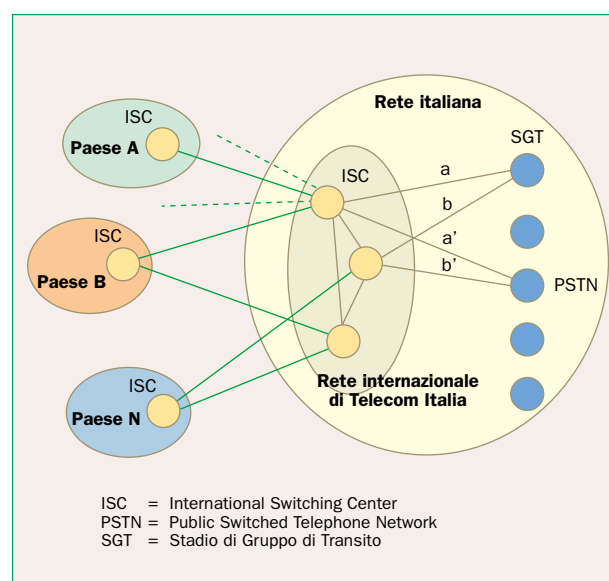 Rete italiana
ISC
Paese A
SGT
ISC
a
b
a’
b’
ISC
Paese B
PSTN
Rete internazionale
di Telecom Italia
ISC
Paese N
ISC = International Switching Center
PSTN = Public Switched Telephone Network
SGT = Stadio di Gruppo di Transito